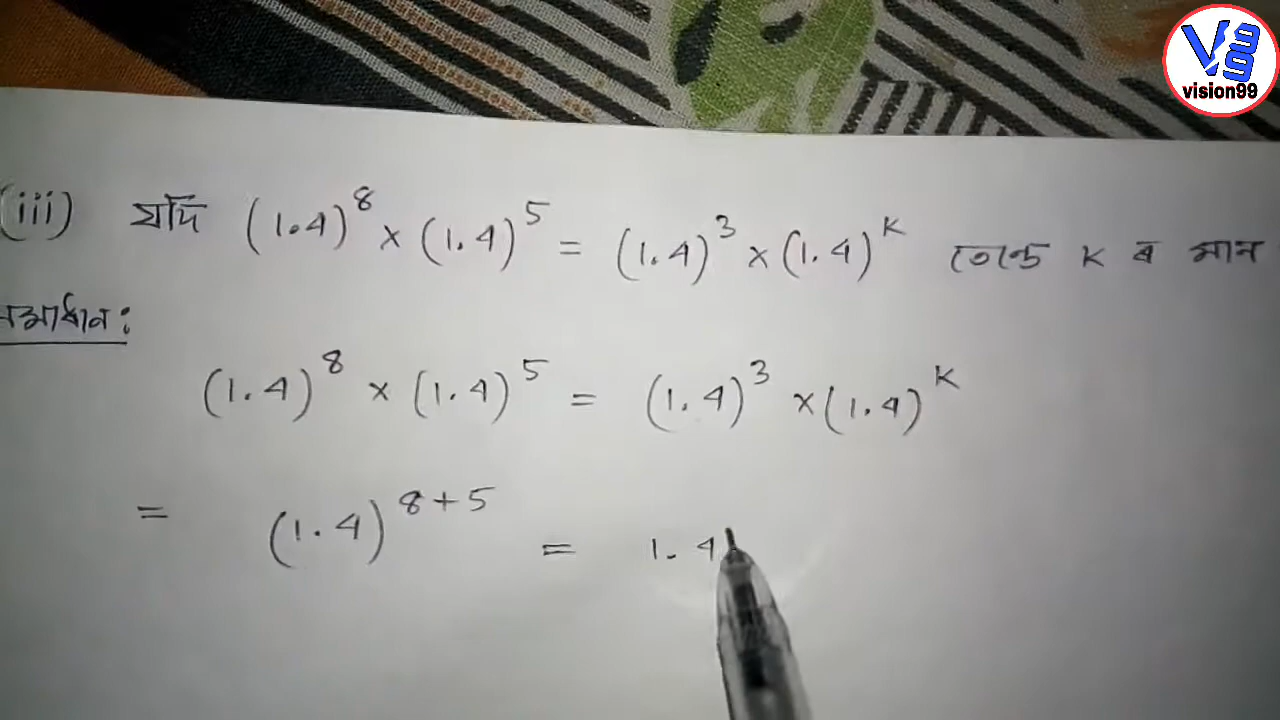 V99
vision99
(iii) যদি (1.4)^8 × (1.4)^5 = (1.4)^3 × (1.4)^K তেন্তে K ৰ মান
সমাধান:
(1.4)^8 × (1.4)^5 = (1.4)^3 × (1.4)^K
= (1.4)^{8+5} = 1.4